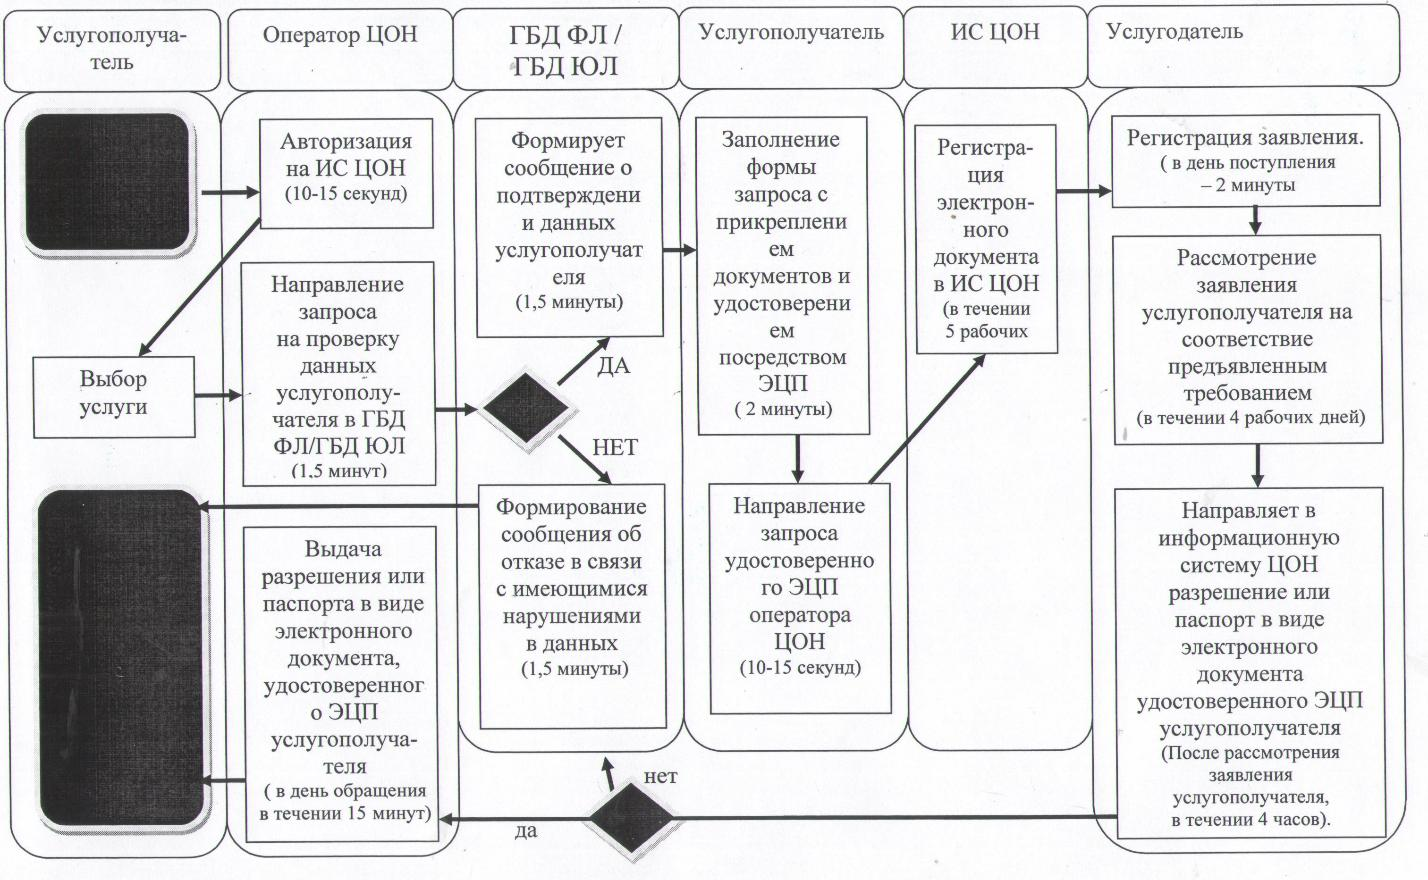 Услугополуча-
тель
Оператор ЦОН
ГБД ФЛ /
ГБД ЮЛ
Услугополучатель
ИС ЦОН
Услугодатель
Авторизация
на ИС ЦОН
(10-15 секунд)
Выбор
услуги
Направление
запроса
на проверку
данных
услугополу-
чателя в ГБД
ФЛ/ГБД ЮЛ
(1,5 минут)
Формирует
сообщение о
подтверждени
и данных
услугополучат
еля
(1,5 минуты)
ДА
НЕТ
Формирование
сообщения об
отказе в связи
с имеющимися
нарушениями
в данных
(1,5 минуты)
Заполнение
формы
запроса с
прикреплени
ем
документов и
удостоверени
ем
посредством
ЭЦП
( 2 минуты)
Направление
запроса
удостоверенно
го ЭЦП
оператора
ЦОН
(10-15 секунд)
Регистра-
ция
электрон-
ного
документа
в ИС ЦОН
(в течении
5 рабочих
Регистрация заявления.
( в день поступления
– 2 минуты
Рассмотрение
заявления
услугополучателя на
соответствие
предъявленным
требованием
(в течении 4 рабочих дней)
Направляет в
информационную
систему ЦОН
разрешение или
паспорт в виде
электронного
документа
удостоверенного ЭЦП
услугополучателя
(После рассмотрения
заявления
услугополучателя,
в течении 4 часов).
нет
да
Выдача
разрешения или
паспорта в виде
электронного
документа,
удостоверенног
о ЭЦП
услугополуча-
теля
( в день обращения
в течении 15 минут)